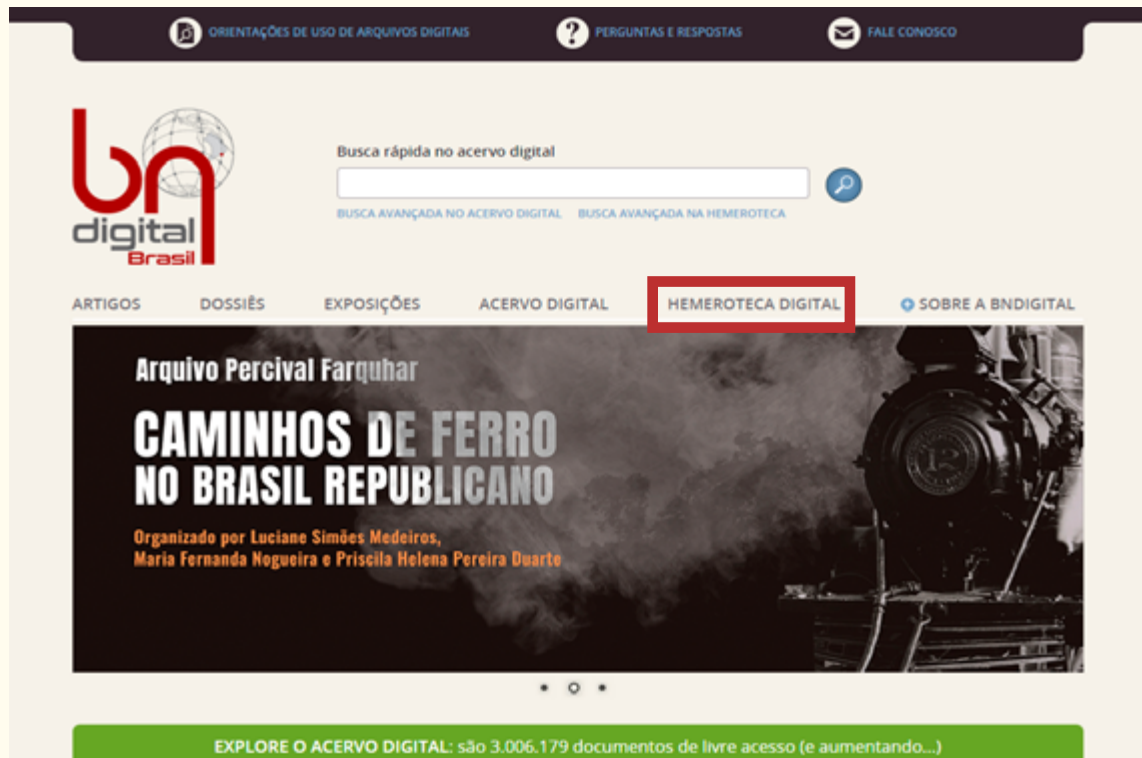 ORIENTAÇÕES DE USO DE ARQUIVOS DIGITAIS
PERGUNTAS E RESPOSTAS
FALE CONOSCO
bn
digital
Brasil
Busca rápida no acervo digital
BUSCA AVANÇADA NO ACERVO DIGITAL
BUSCA AVANÇADA NA HEMEROTECA
ARTIGOS
DOSSIÊS
EXPOSIÇÕES
ACERVO DIGITAL
HEMEROTECA DIGITAL
SOBRE A BNDIGITAL
Arquivo Percival Farquhar
CAMINHOS DE FERRO
NO BRASIL REPUBLICANO
Organizado por Luciane Simões Medeiros,
Maria Fernanda Nogueira e Priscila Helena Pereira Duarte
EXPLORE O ACERVO DIGITAL: são 3.006.179 documentos de livre acesso (e aumentando...)